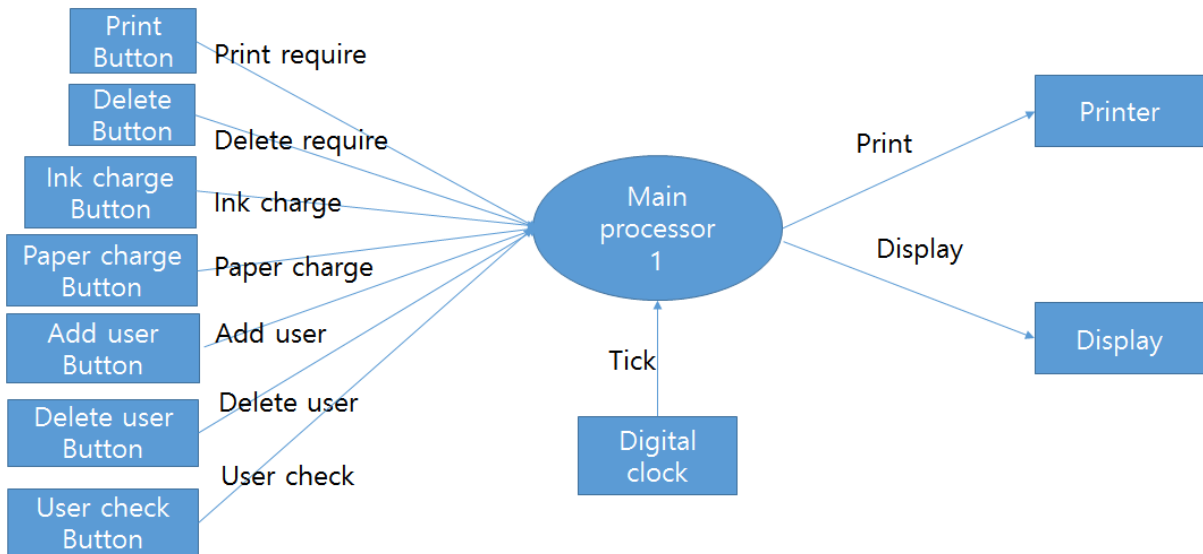 Print
Button
Print require
Delete
Button
Delete require
Ink charge
Button
Ink charge
Paper charge
Button
Paper charge
Add user
Button
Add user
Delete user
Button
Delete user
User check
Button
User check
Main
processor
1
Tick
Digital
clock
Print
Printer
Display
Display